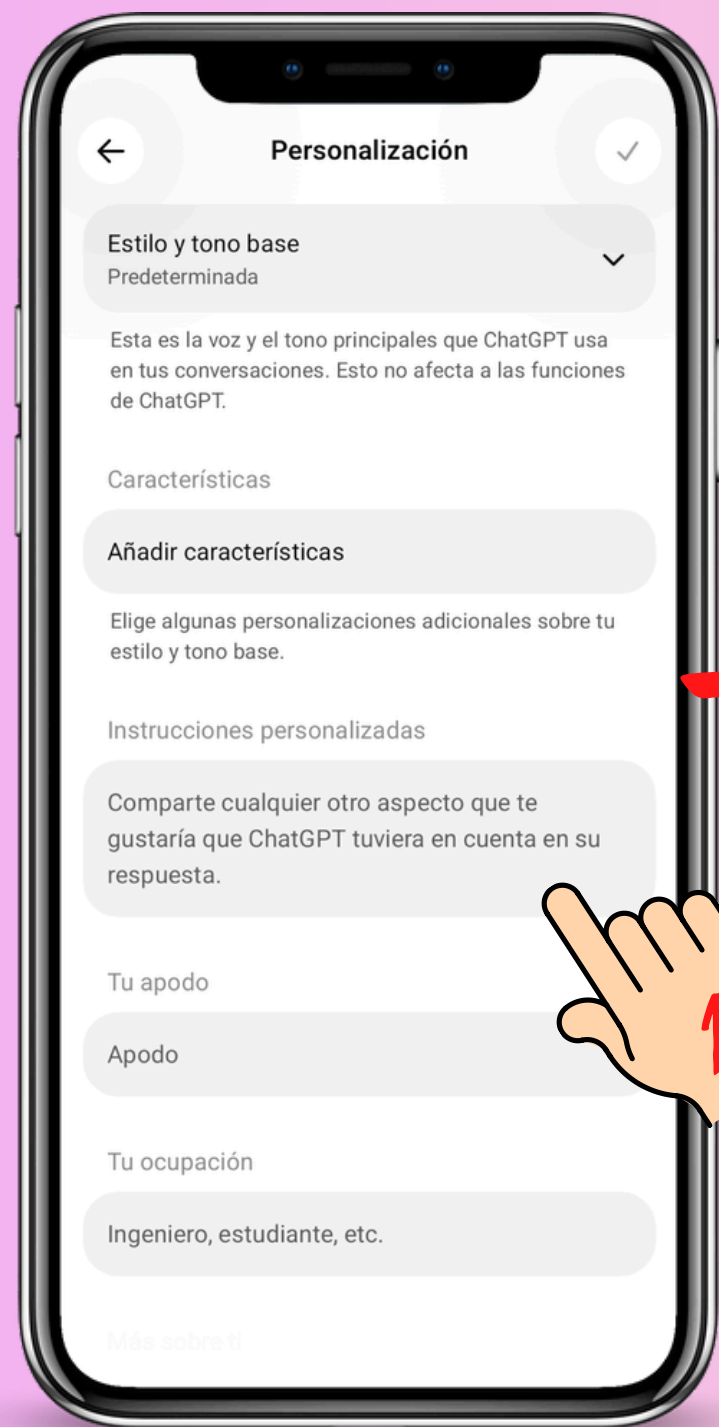 Personalización
Estilo y tono base
Predeterminada
Esta es la voz y el tono principales que ChatGPT usa
en tus conversaciones. Esto no afecta a las funciones
de ChatGPT.
Características
Añadir características
Elige algunas personalizaciones adicionales sobre tu
estilo y tono base.
Instrucciones personalizadas
Comparte cualquier otro aspecto que te
gustaría que ChatGPT tuviera en cuenta en su
respuesta.
Tu apodo
Apodo
Tu ocupación
Ingeniero, estudiante, etc.
Más sobre ti